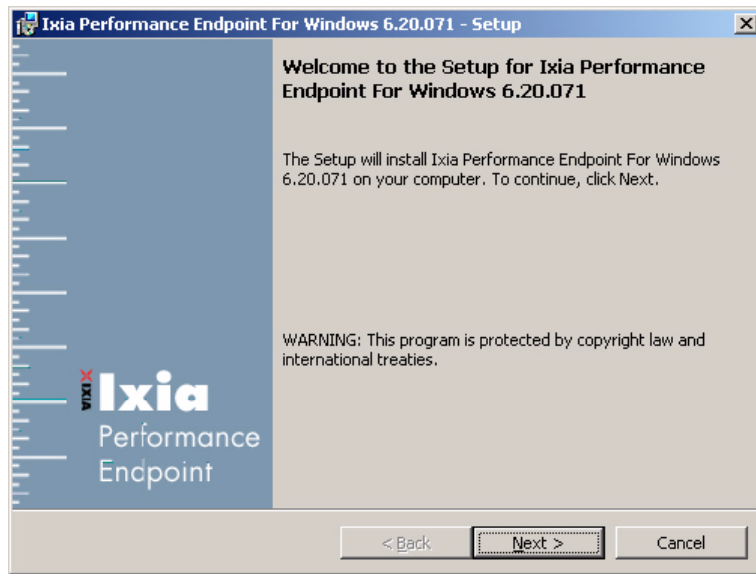 Ixia Performance Endpoint For Windows 6.20.071 - Setup
Welcome to the Setup for Ixia Performance
Endpoint For Windows 6.20.071
The Setup will install Ixia Performance Endpoint For Windows
6.20.071 on your computer. To continue, click Next.
WARNING: This program is protected by copyright law and
international treaties.
IXIA
Ixia
Performance
Endpoint
< Back
Next >
Cancel